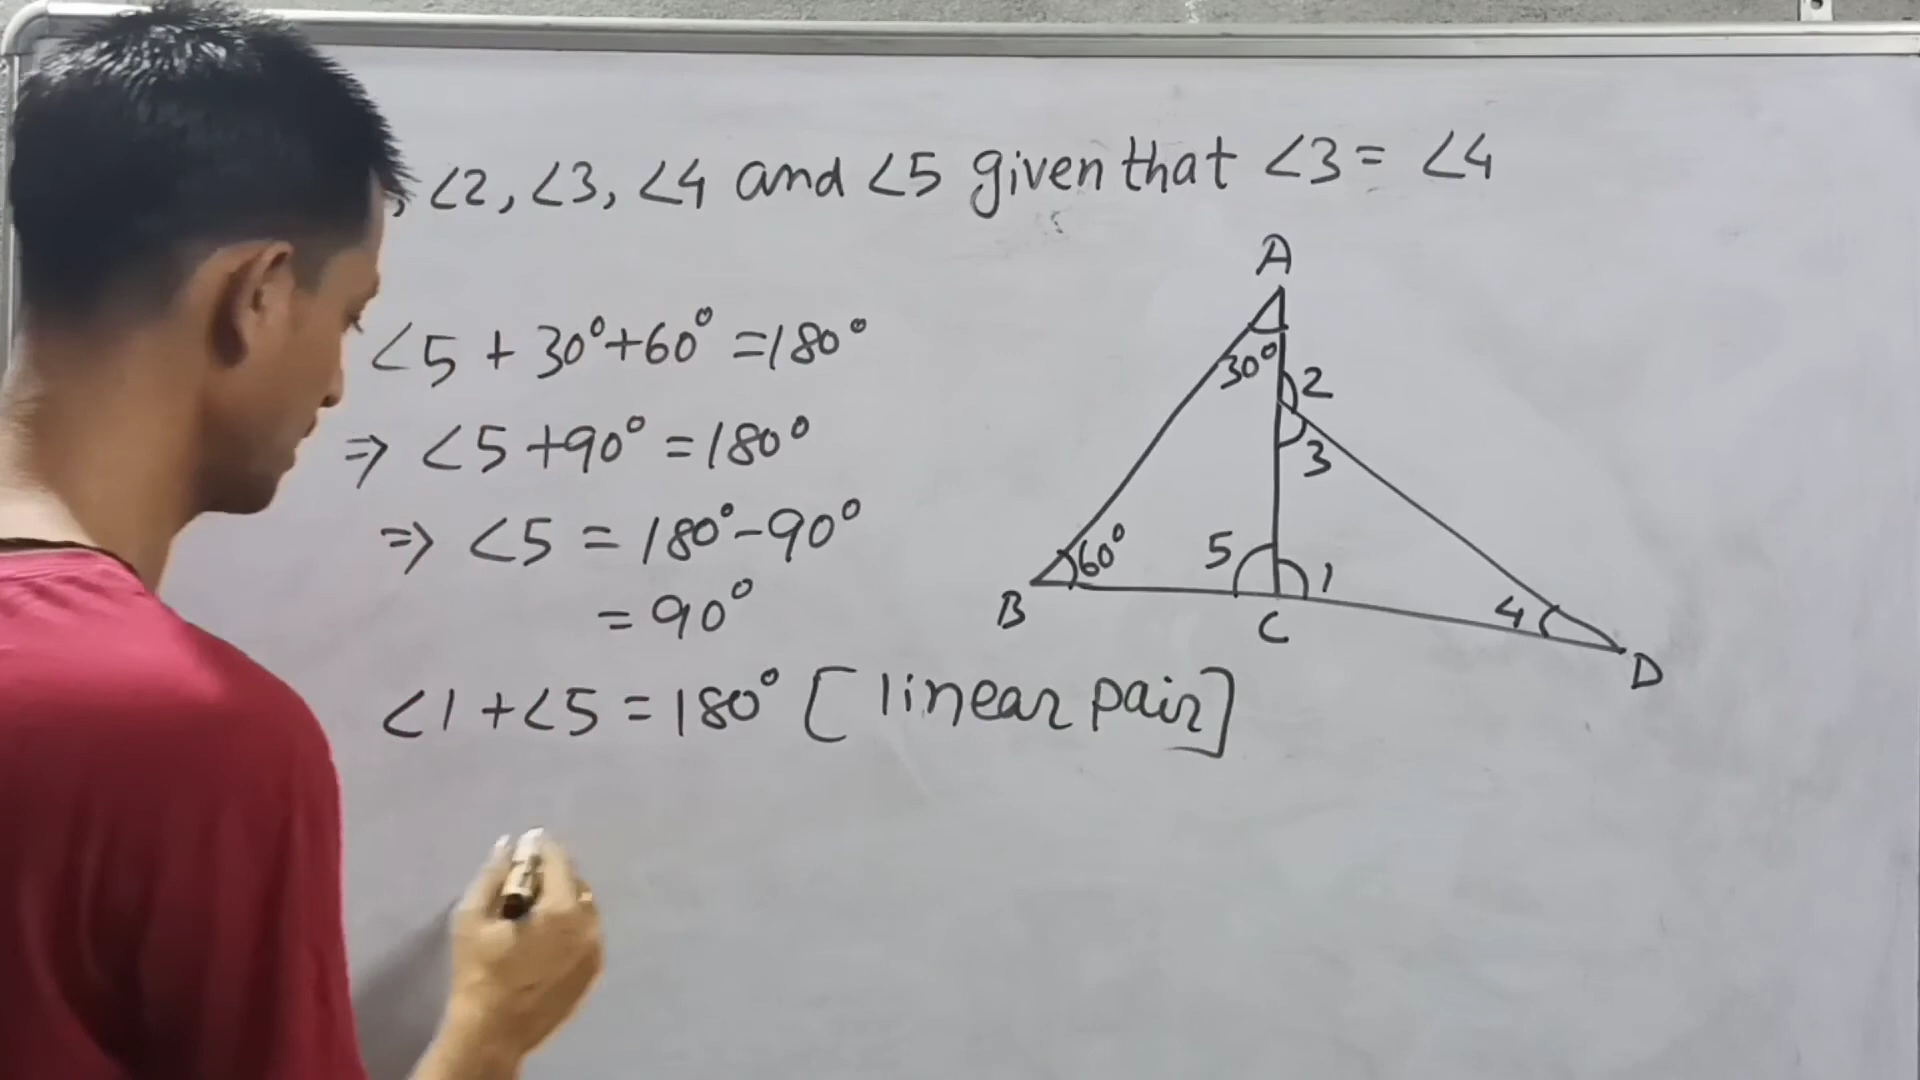 , ∠2, ∠3, ∠4 and ∠5 given that ∠3 = ∠4
∠5 + 30° + 60° = 180°
⇒ ∠5 + 90° = 180°
⇒ ∠5 = 180° - 90°
= 90°
∠1 + ∠5 = 180° [linear pair]
A
30°
2
3
60°
5
1
4
B
C
D